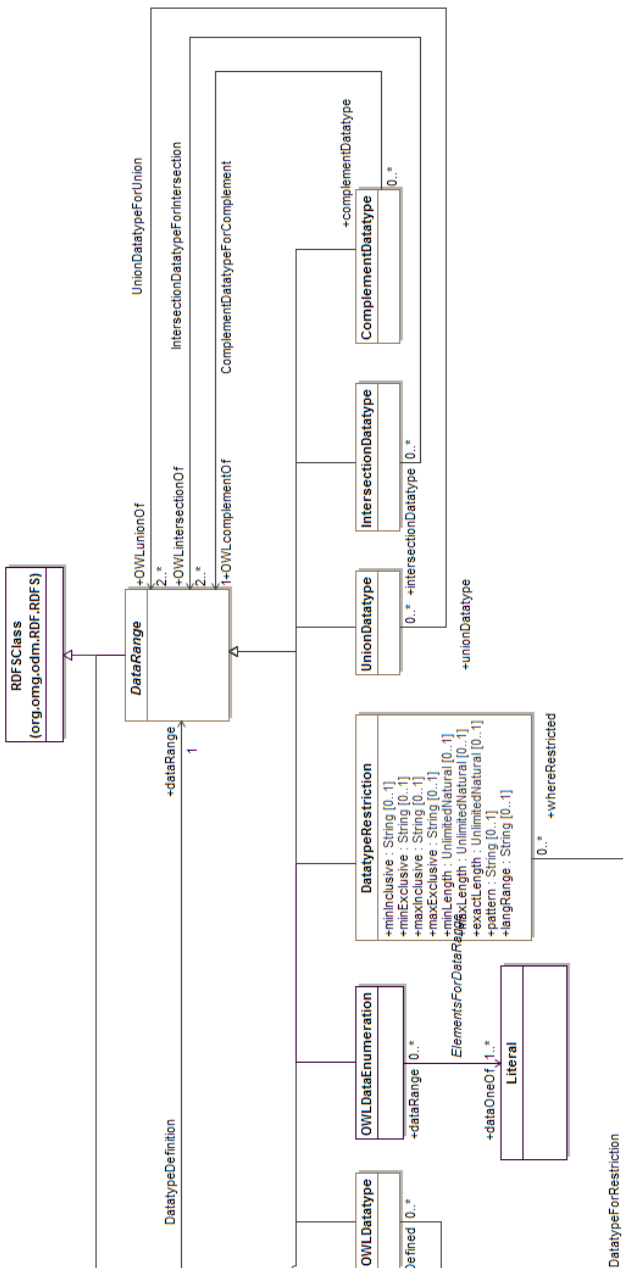 RDFSClass
(org.omg.odm.RDF.RDFS)
DataRange
UnionDatatypeForUnion
+OWLunionOf
2..*
IntersectionDatatypeForIntersection
+OWLintersectionOf
2..*
ComplementDatatypeForComplement
1
+OWLcomplementOf
+dataRange
1
DatatypeDefinition
OWLDatatype
0..*
OWLDataEnumeration
+dataRange
0..*
ElementsForDataRange
+dataOneOf
1..*
Literal
DatatypeRestriction
+minInclusive : String [0..1]
+minExclusive : String [0..1]
+maxInclusive : String [0..1]
+maxExclusive : String [0..1]
+minLength : UnlimitedNatural [0..1]
+maxLength : UnlimitedNatural [0..1]
+exactLength : UnlimitedNatural [0..1]
+pattern : String [0..1]
+langRange : String [0..1]
0..*
+whereRestricted
DatatypeForRestriction
UnionDatatype
0..*
+unionDatatype
IntersectionDatatype
+intersectionDatatype
0..*
ComplementDatatype
+complementDatatype
0..*